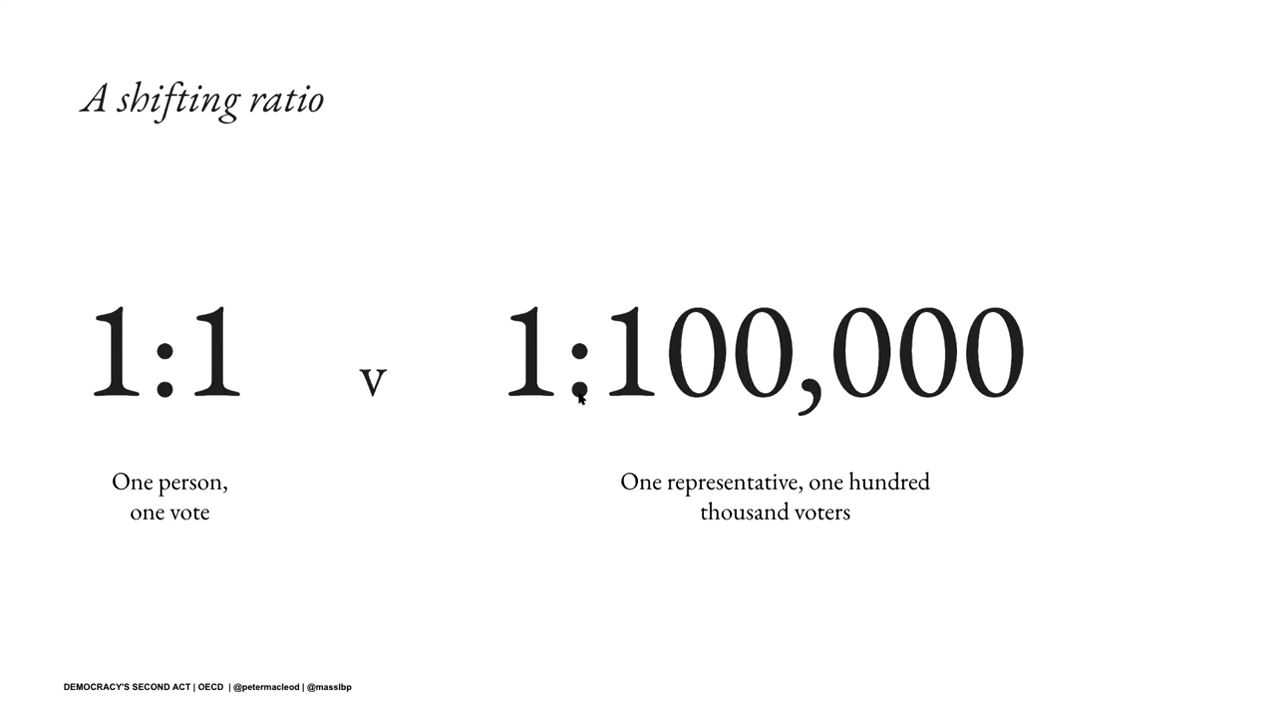 A shifting ratio
1:1
v
1:100,000
One person,
one vote
One representative, one hundred
thousand voters
DEMOCRACY'S SECOND ACT | OECD | @petermacleod | @masslbp